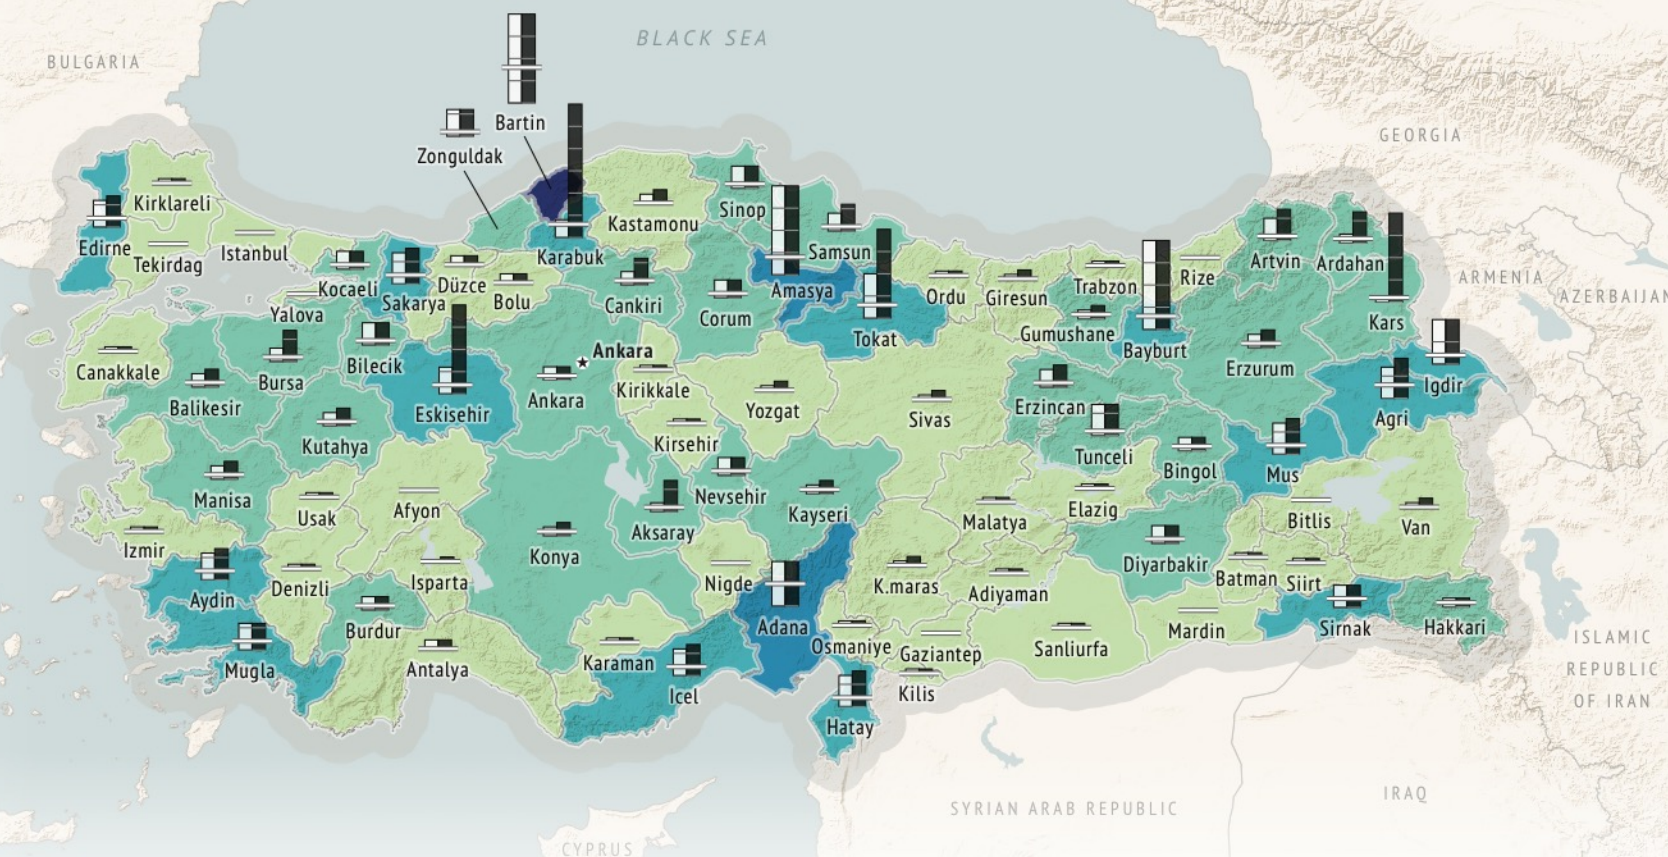 BLACK SEA
BULGARIA
GEORGIA
ARMENIA
AZERBAIJAN
Bartin
Zonguldak
Kirklareli
Edirne
Tekirdag
Istanbul
Kocaeli
Sakarya
Düzce
Bolu
Yalova
Karabuk
Kastamonu
Sinop
Samsun
Cankiri
Corum
Amasya
Tokat
Ordu
Giresun
Trabzon
Rize
Gumushane
Bayburt
Artvin
Ardahan
Kars
Igdir
Agri
Erzurum
Canakkale
Balikesir
Bursa
Bilecik
Eskisehir
Ankara
Ankara
Kirikkale
Yozgat
Sivas
Erzincan
Tunceli
Bingol
Mus
Kutahya
Kirsehir
Manisa
Usak
Afyon
Aksaray
Nevsehir
Kayseri
Malatya
Elazig
Bitlis
Van
Izmir
Konya
Diyarbakir
Batman
Siirt
Aydin
Denizli
Isparta
Nigde
K.maras
Adiyaman
Burdur
Adana
Osmaniye
Gaziantep
Sanliurfa
Mardin
Sirnak
Hakkari
Mugla
Antalya
Karaman
Icel
Kilis
Hatay
ISLAMIC
REPUBLIC
OF IRAN
SYRIAN ARAB REPUBLIC
IRAQ
CYPRUS